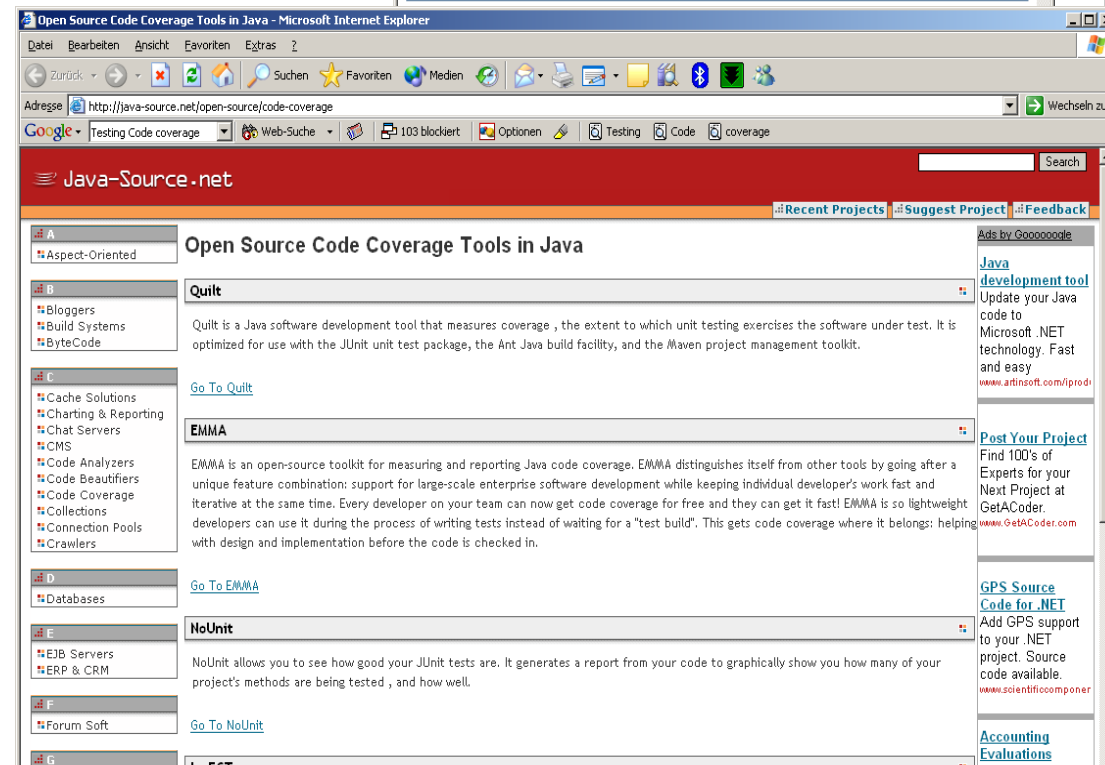 Open Source Code Coverage Tools in Java - Microsoft Internet Explorer
Datei Bearbeiten Ansicht Favoriten Extras ?
Zurück Suchen Favoriten Medien
Adresse http://java-source.net/open-source/code-coverage Wechseln zu
Google Testing Code coverage Web-Suche 103 blockiert Optionen Testing Code coverage
Search
Java-Source.net
Recent Projects Suggest Project Feedback
A
Aspect-Oriented
B
Bloggers
Build Systems
ByteCode
C
Cache Solutions
Charting & Reporting
Chat Servers
CMS
Code Analyzers
Code Beautifiers
Code Coverage
Collections
Connection Pools
Crawlers
D
Databases
E
EJB Servers
ERP & CRM
F
Forum Soft
G
Open Source Code Coverage Tools in Java
Quilt
Quilt is a Java software development tool that measures coverage , the extent to which unit testing exercises the software under test. It is
optimized for use with the JUnit unit test package, the Ant Java build facility, and the Maven project management toolkit.
Go To Quilt
EMMA
EMMA is an open-source toolkit for measuring and reporting Java code coverage. EMMA distinguishes itself from other tools by going after a
unique feature combination: support for large-scale enterprise software development while keeping individual developer's work fast and
iterative at the same time. Every developer on your team can now get code coverage for free and they can get it fast! EMMA is so lightweight
developers can use it during the process of writing tests instead of waiting for a "test build". This gets code coverage where it belongs: helping
with design and implementation before the code is checked in.
Go To EMMA
NoUnit
NoUnit allows you to see how good your JUnit tests are. It generates a report from your code to graphically show you how many of your
project's methods are being tested , and how well.
Go To NoUnit
Ads by Goooooogle
Java
development tool
Update your Java
code to
Microsoft .NET
technology. Fast
and easy
www.artinsoft.com/iprod
Post Your Project
Find 100's of
Experts for your
Next Project at
GetACoder.
www.GetACoder.com
GPS Source
Code for .NET
Add GPS support
to your .NET
project. Source
code available.
www.scientificcomponer
Accounting
Evaluations